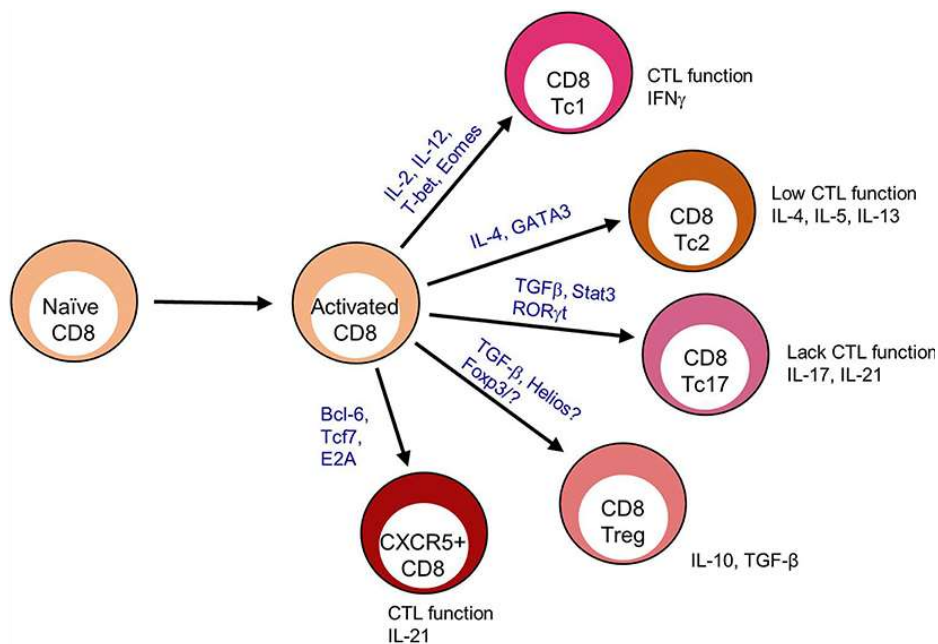 CD8
Tc1
CTL function
IFNγ
IL-2, IL-12,
T-bet, Eomes
CD8
Tc2
Low CTL function
IL-4, IL-5, IL-13
IL-4, GATA3
Naïve
CD8
Activated
CD8
TGFβ, Stat3
RORγt
CD8
Tc17
Lack CTL function
IL-17, IL-21
TGF-β, Helios?
Foxp3/?
Bcl-6,
Tcf7,
E2A
CD8
Treg
IL-10, TGF-β
CXCR5+
CD8
CTL function
IL-21